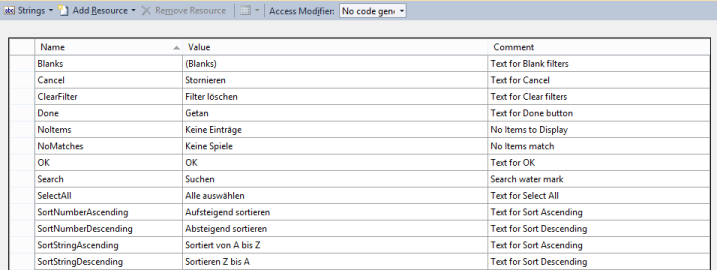 Strings Add Resource Remove Resource Access Modifier: No code gen
Name Value Comment
Blanks (Blanks) Text for Blank filters
Cancel Stornieren Text for Cancel
ClearFilter Filter löschen Text for Clear filters
Done Getan Text for Done button
NoItems Keine Einträge No Items to Display
NoMatches Keine Spiele No Items match
OK OK Text for OK
Search Suchen Search water mark
SelectAll Alle auswählen Text for Select All
SortNumberAscending Aufsteigend sortieren Text for Sort Ascending
SortNumberDescending Absteigend sortieren Text for Sort Descending
SortStringAscending Sortiert von A bis Z Text for Sort Ascending
SortStringDescending Sortieren Z bis A Text for Sort Descending